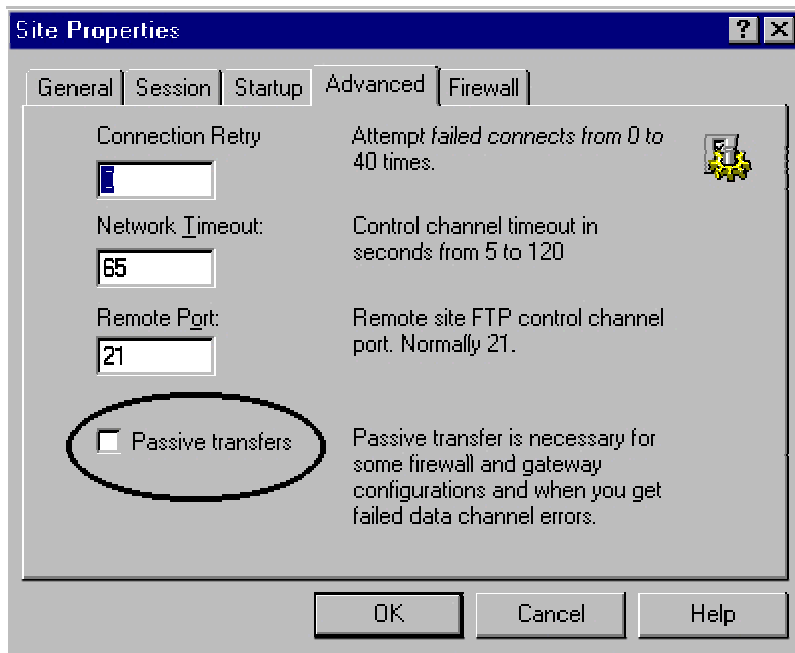 Site Properties
General Session Startup Advanced Firewall
Connection Retry
Attempt failed connects from 0 to
40 times.
Network Timeout:
65
Control channel timeout in
seconds from 5 to 120
Remote Port:
21
Remote site FTP control channel
port. Normally 21.
Passive transfers
Passive transfer is necessary for
some firewall and gateway
configurations and when you get
failed data channel errors.
OK Cancel Help